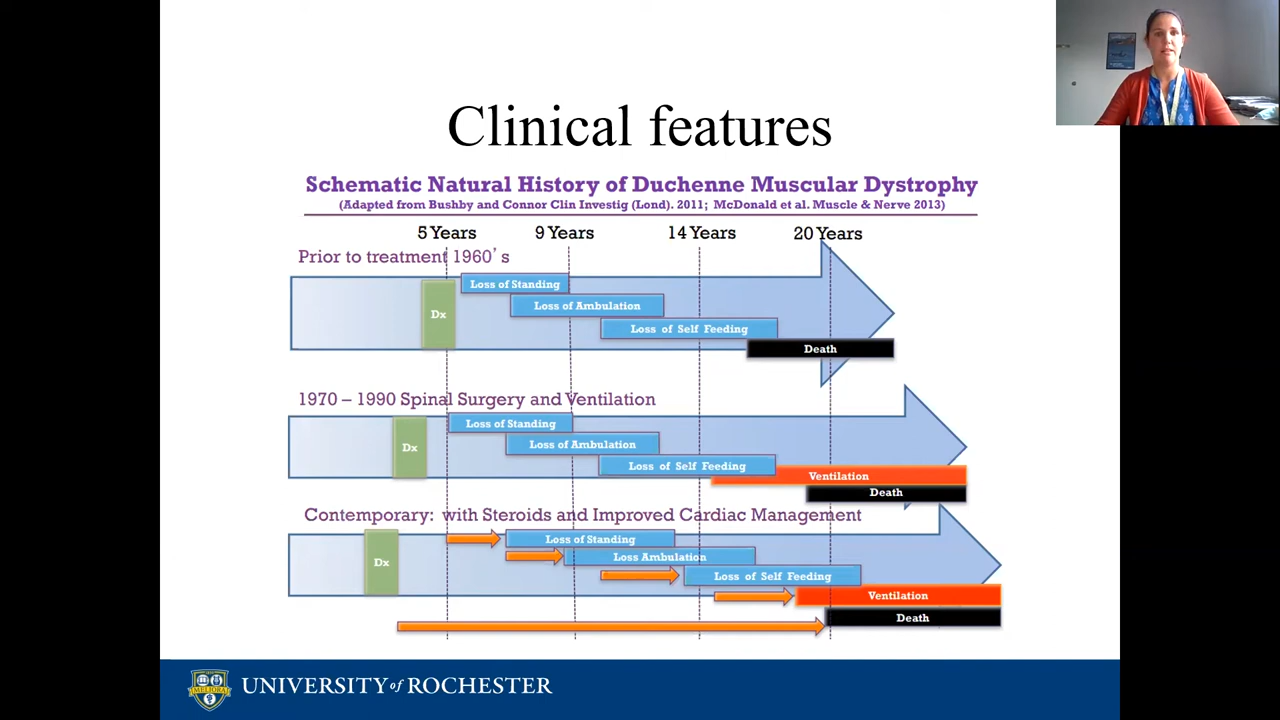 Clinical features
Schematic Natural History of Duchenne Muscular Dystrophy
(Adapted from Bushby and Connor Clin Investig (Lond). 2011; McDonald et al. Muscle & Nerve 2013)
5 Years 9 Years 14 Years 20 Years
Prior to treatment 1960's
Loss of Standing
Loss of Ambulation
Dx
Loss of Self Feeding
Death
1970 – 1990 Spinal Surgery and Ventilation
Loss of Standing
Loss of Ambulation
Dx
Loss of Self Feeding
Ventilation
Death
Contemporary: with Steroids and Improved Cardiac Management
Loss of Standing
Loss Ambulation
Dx
Loss of Self Feeding
Ventilation
Death
MELIORA
UNIVERSITY of ROCHESTER